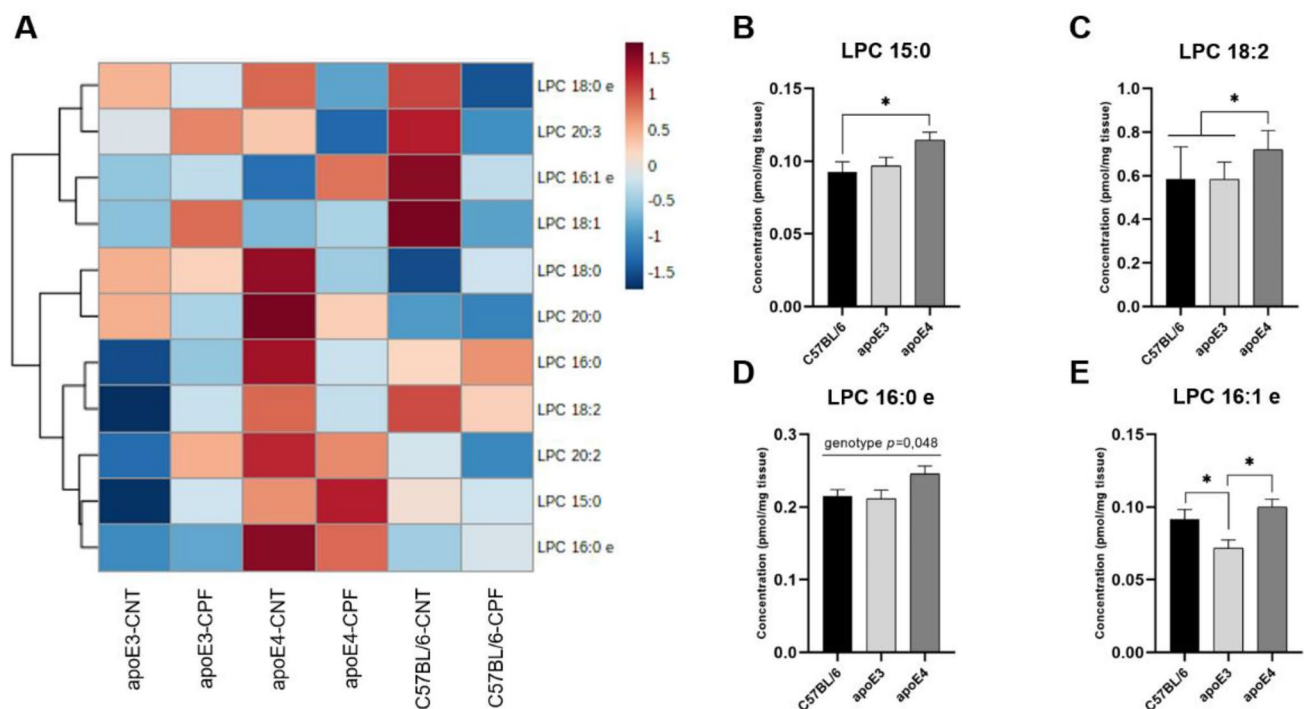 A
1.5
1
0.5
0
-0.5
-1
-1.5
LPC 18:0 e
LPC 20:3
LPC 16:1 e
LPC 18:1
LPC 18:0
LPC 20:0
LPC 16:0
LPC 18:2
LPC 20:2
LPC 15:0
LPC 16:0 e
apoE3-CNT
apoE3-CPF
apoE4-CNT
apoE4-CPF
C57BL/6-CNT
C57BL/6-CPF
B
LPC 15:0
Concentration (pmol/mg tissue)
0.15
0.10
0.05
0.00
*
C57BL/6
apoE3
apoE4
C
LPC 18:2
Concentration (pmol/mg tissue)
1.0
0.8
0.6
0.4
0.2
0.0
*
C57BL/6
apoE3
apoE4
D
LPC 16:0 e
Concentration (pmol/mg tissue)
0.3
0.2
0.1
0.0
genotype p=0,048
C57BL/6
apoE3
apoE4
E
LPC 16:1 e
Concentration (pmol/mg tissue)
0.15
0.10
0.05
0.00
*
*
C57BL/6
apoE3
apoE4